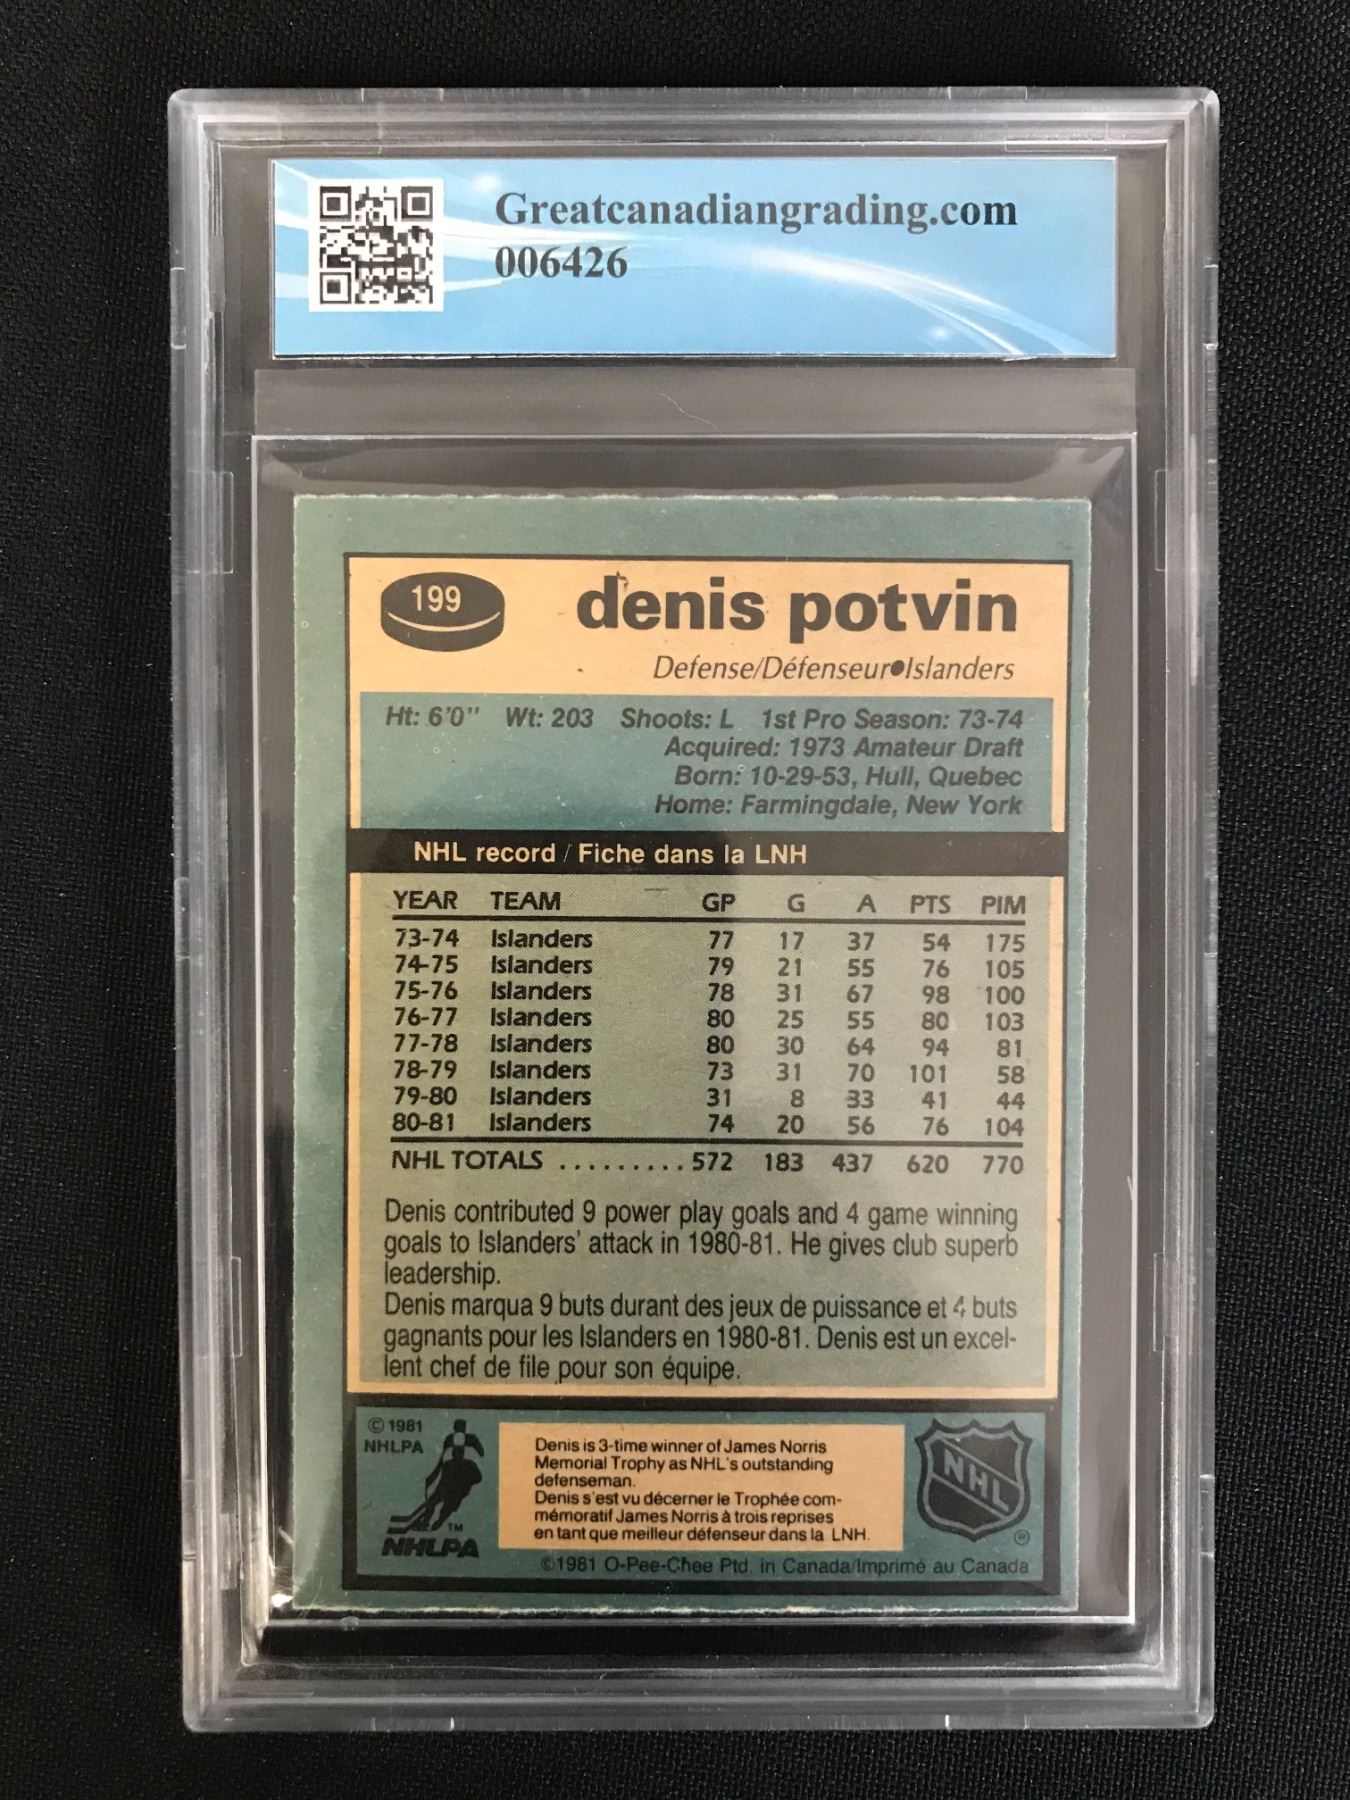 Greatcanadiangrading.com
006426
199
denis potvin
Defense/Défenseur●Islanders
Ht: 6'0" Wt: 203 Shoots: L 1st Pro Season: 73-74
Acquired: 1973 Amateur Draft
Born: 10-29-53, Hull, Quebec
Home: Farmingdale, New York
NHL record / Fiche dans la LNH
YEAR TEAM GP G A PTS PIM
73-74 Islanders 77 17 37 54 175
74-75 Islanders 79 21 55 76 105
75-76 Islanders 78 31 67 98 100
76-77 Islanders 80 25 55 80 103
77-78 Islanders 80 30 64 94 81
78-79 Islanders 73 31 70 101 58
79-80 Islanders 31 8 33 41 44
80-81 Islanders 74 20 56 76 104
NHL TOTALS ......... 572 183 437 620 770
Denis contributed 9 power play goals and 4 game winning
goals to Islanders' attack in 1980-81. He gives club superb
leadership.
Denis marqua 9 buts durant des jeux de puissance et 4 buts
gagnants pour les Islanders en 1980-81. Denis est un excel-
lent chef de file pour son équipe.
© 1981
NHLPA
TM
NHLPA
Denis is 3-time winner of James Norris
Memorial Trophy as NHL's outstanding
defenseman.
Denis s'est vu décerner le Trophée com-
mémoratif James Norris à trois reprises
en tant que meilleur défenseur dans la LNH.
NHL
®
©1981 O-Pee-Chee Ptd. in Canada/Imprimé au Canada